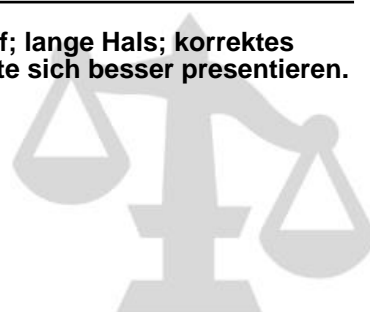 f; lange Hals; korrektes
te sich besser presentieren.